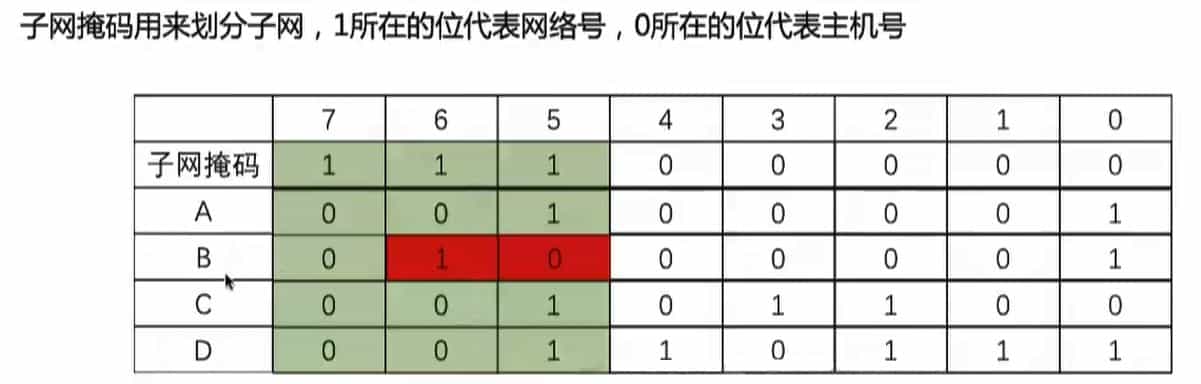 子网掩码用来划分子网，1所在的位代表网络号，0所在的位代表主机号
7 6 5 4 3 2 1 0
子网掩码 1 1 1 0 0 0 0 0
A 0 0 1 0 0 0 0 1
B 0 1 0 0 0 0 0 1
C 0 0 1 0 1 1 0 0
D 0 0 1 1 0 1 1 1